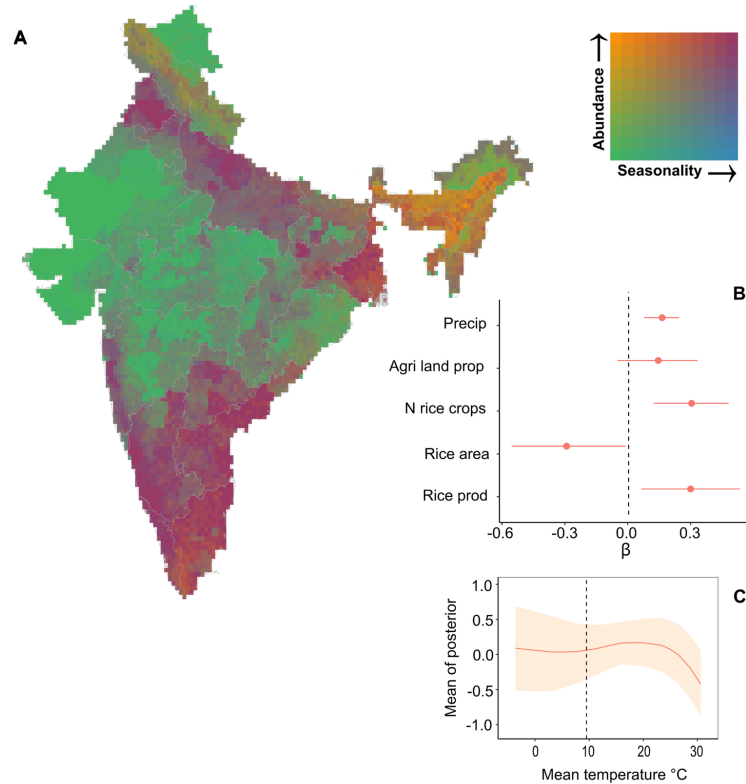 A
Abundance
Seasonality
B
Precip
Agri land prop
N rice crops
Rice area
Rice prod
-0.6
-0.3
0.0
0.3
β
C
1.0
0.5
0.0
-0.5
-1.0
Mean of posterior
0
10
20
30
Mean temperature °C